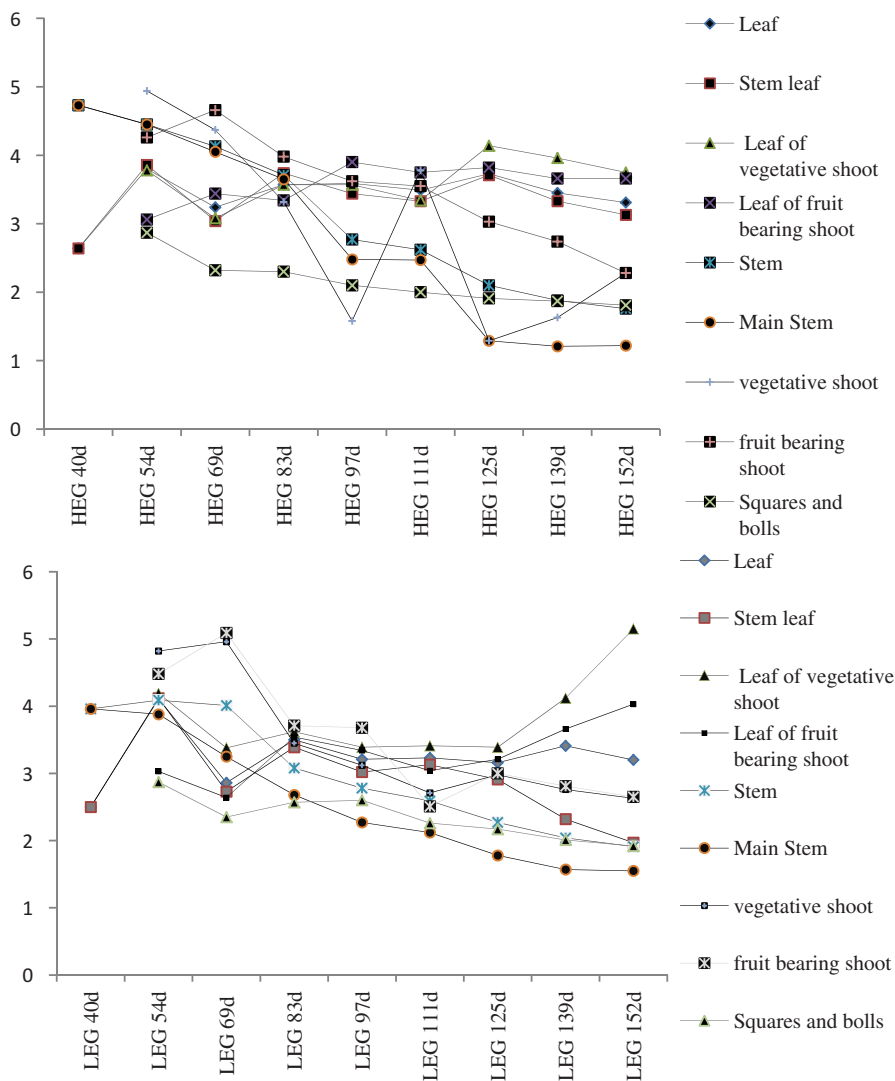 6
5
4
3
2
1
0
HEG 40d
HEG 54d
HEG 69d
HEG 83d
HEG 97d
HEG 111d
HEG 125d
HEG 139d
HEG 152d
Leaf
Stem leaf
Leaf of
vegetative shoot
Leaf of fruit
bearing shoot
Stem
Main Stem
vegetative shoot
fruit bearing
shoot
Squares and
bolls
6
5
4
3
2
1
0
LEG 40d
LEG 54d
LEG 69d
LEG 83d
LEG 97d
LEG 111d
LEG 125d
LEG 139d
LEG 152d
Leaf
Stem leaf
Leaf of vegetative
shoot
Leaf of fruit
bearing shoot
Stem
Main Stem
vegetative shoot
fruit bearing shoot
Squares and bolls